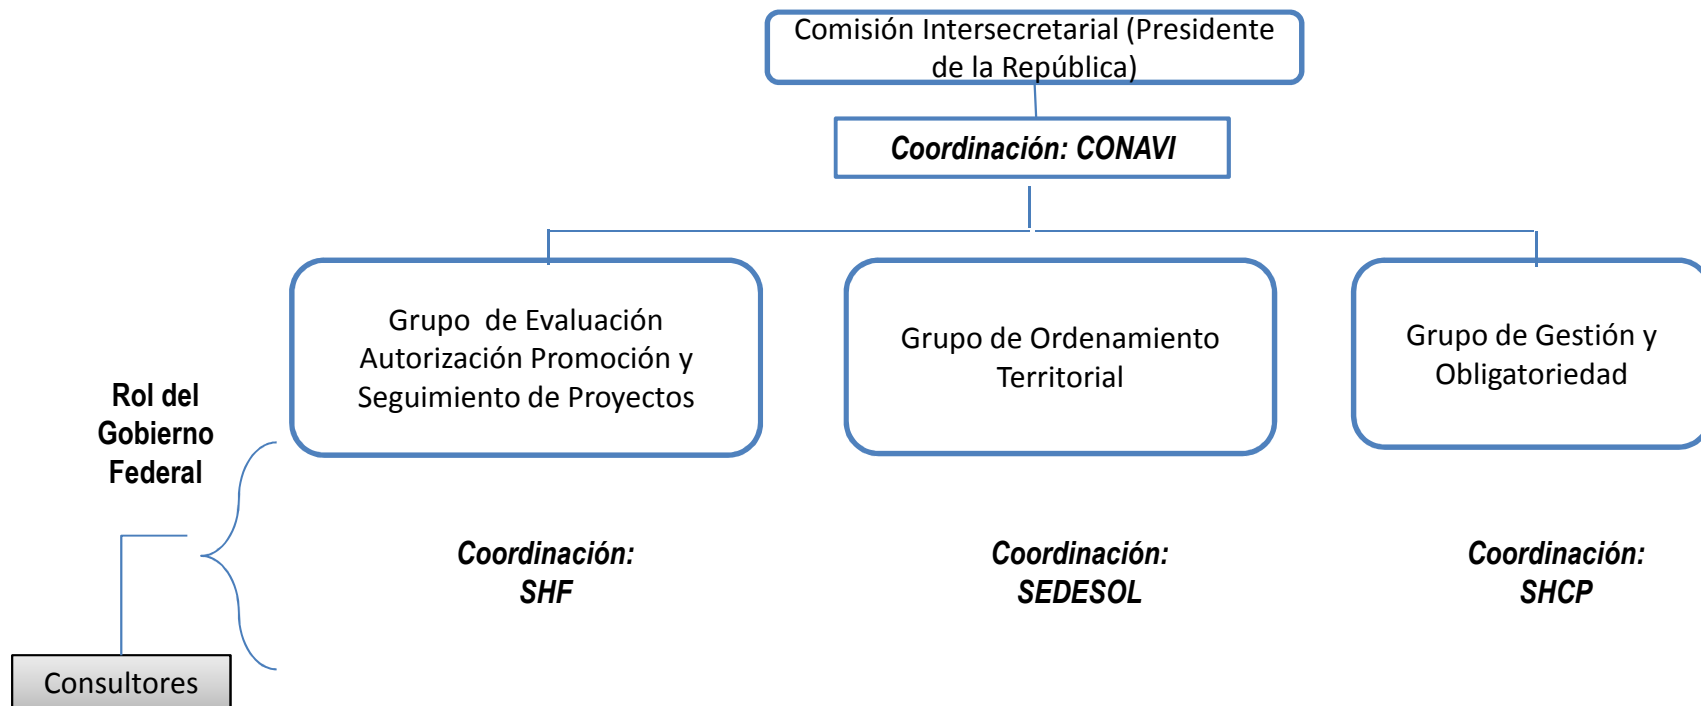 Comisión Intersecretarial (Presidente
de la República)
Coordinación: CONAVI
Grupo de Evaluación
Autorización Promoción y
Seguimiento de Proyectos
Grupo de Ordenamiento
Territorial
Grupo de Gestión y
Obligatoriedad
Rol del
Gobierno
Federal
Coordinación:
SHF
Coordinación:
SEDESOL
Coordinación:
SHCP
Consultores